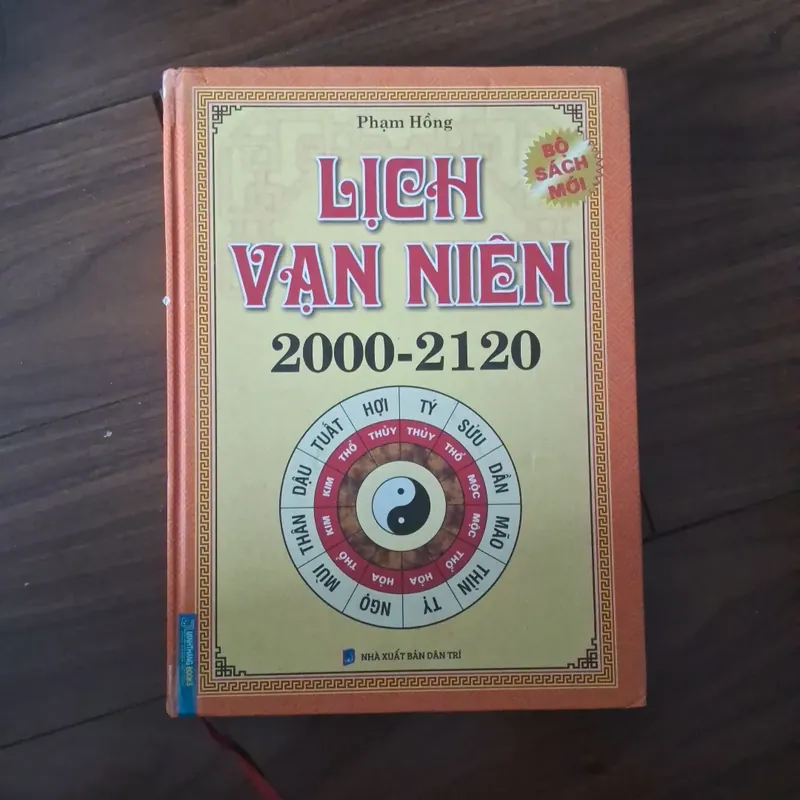 Phạm Hồng
BỘ
SÁCH
MỚI
LỊCH
VẠN NIÊN
2000-2120
TÝ
SỬU
DẦN
MÃO
THÌN
TỴ
NGỌ
MÙI
THÂN
DẬU
TUẤT
HỢI
THỦY
THỔ
MỘC
MỘC
THỔ
HỎA
HỎA
THỔ
KIM
KIM
THỔ
THỦY
NHÀ XUẤT BẢN DÂN TRÍ
MINHTHANG BOOKS